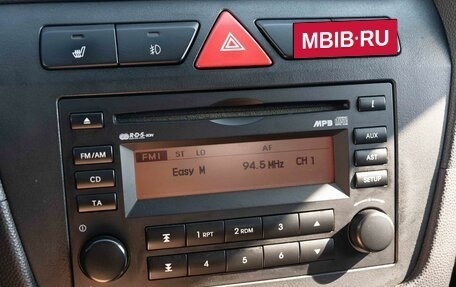 MBIB·RU
R·D·S·EON
MP3
i
FM/AM
AUX
FM1 ST LO AF
Easy M 94.5 MHz CH 1
AST
CD
SETUP
TA
1 RPT 2 RDM 3
4 5 6